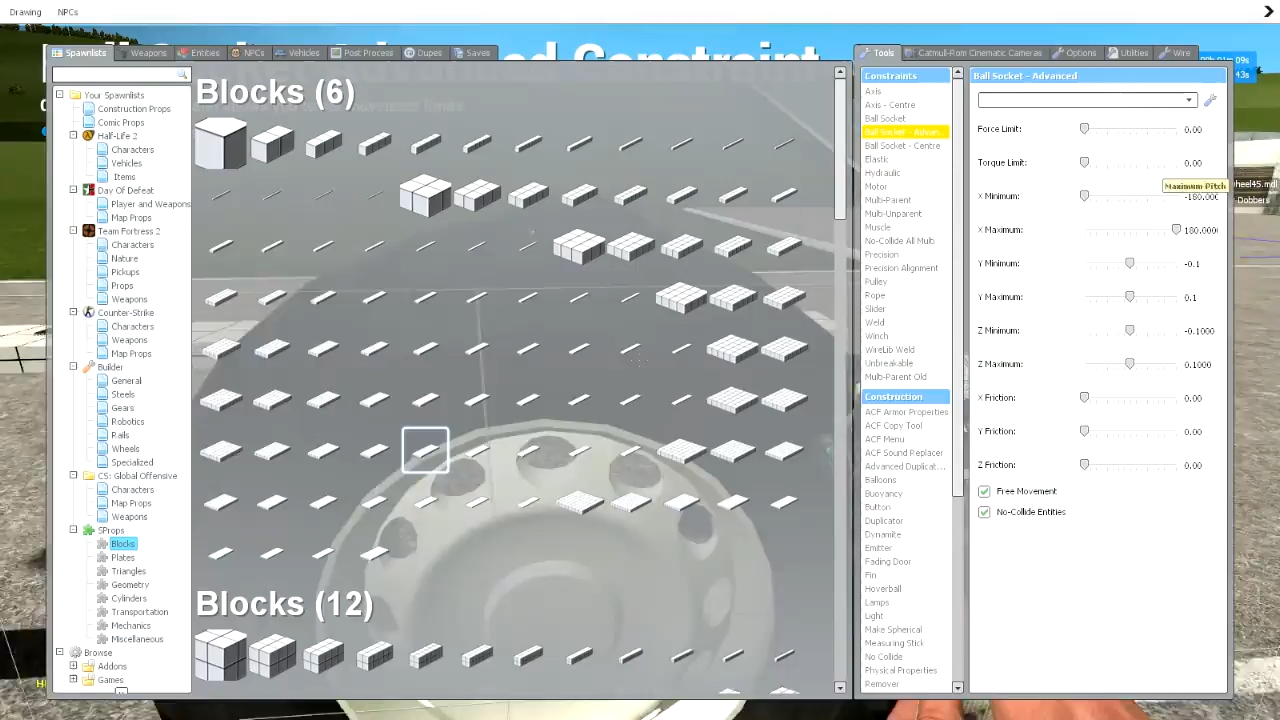 Drawing NPCs
Spawnlists Weapons Entities NPCs Vehicles Post Process Dupes Saves
Tools Catmull-Rom Cinematic Cameras Options Utilities Wire
Your Spawnlists
Construction Props
Comic Props
Half-Life 2
Characters
Vehicles
Items
Day Of Defeat
Player and Weapons
Map Props
Team Fortress 2
Characters
Nature
Pickups
Props
Weapons
Counter-Strike
Characters
Weapons
Map Props
Builder
General
Steels
Gears
Robotics
Rails
Wheels
Specialized
CS: Global Offensive
Characters
Map Props
Weapons
SProps
Blocks
Plates
Triangles
Geometry
Cylinders
Transportation
Mechanics
Miscellaneous
Browse
Addons
Games
Blocks (6)
Blocks (12)
Constraints
Axis
Axis - Centre
Ball Socket
Ball Socket - Advan...
Ball Socket - Centre
Elastic
Hydraulic
Motor
Multi-Parent
Multi-Unparent
Muscle
No-Collide All Multi
Precision
Precision Alignment
Pulley
Rope
Slider
Weld
Winch
WireLib Weld
Unbreakable
Multi-Parent Old
Construction
ACF Armor Properties
ACF Copy Tool
ACF Menu
ACF Sound Replacer
Advanced Duplicat...
Balloons
Buoyancy
Button
Duplicator
Dynamite
Emitter
Fading Door
Fin
Hoverball
Lamps
Light
Make Spherical
Measuring Stick
No Collide
Physical Properties
Remover
Ball Socket - Advanced
Force Limit: 0.00
Torque Limit: 0.00
Maximum Pitch
X Minimum: -180.000
X Maximum: 180.000
Y Minimum: -0.1
Y Maximum: 0.1
Z Minimum: -0.1000
Z Maximum: 0.1000
X Friction: 0.00
Y Friction: 0.00
Z Friction: 0.00
Free Movement
No-Collide Entities
heel45.mdl
-Dobbers